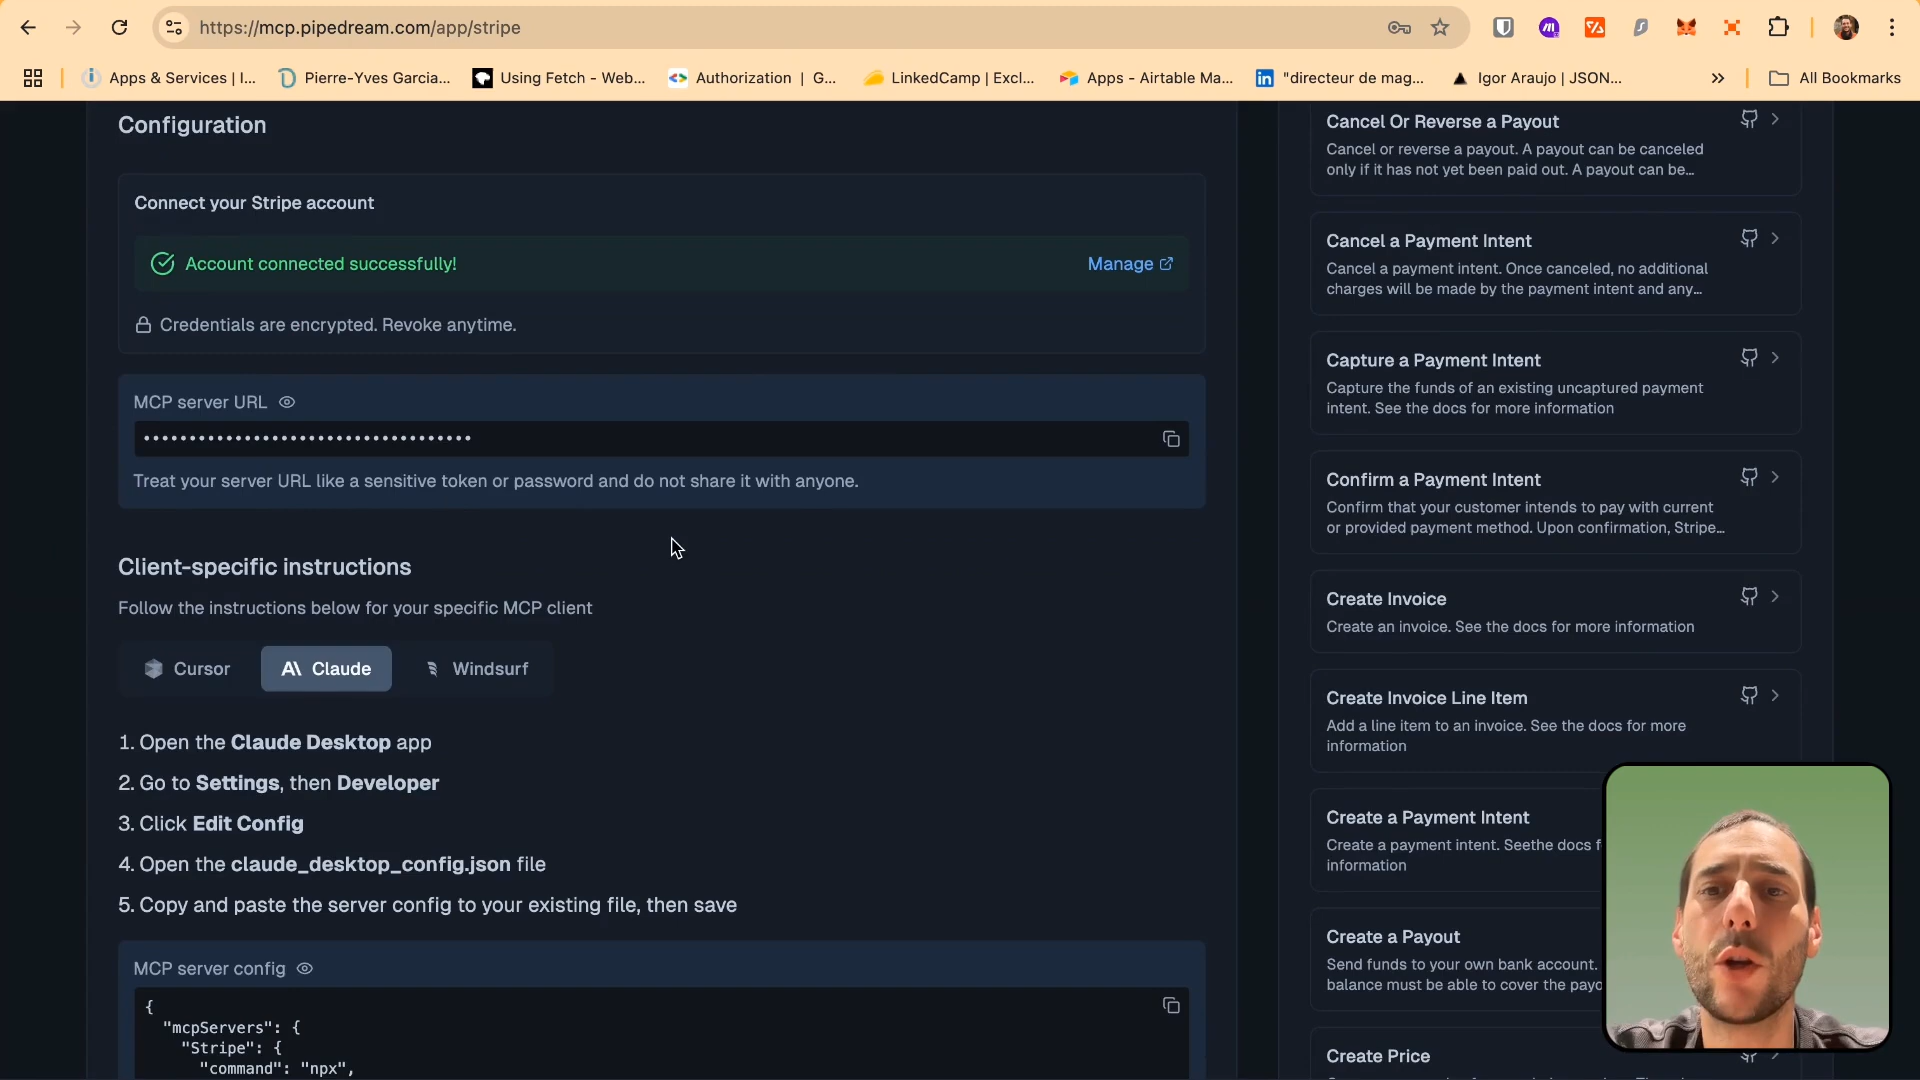 https://mcp.pipedream.com/app/stripe
Apps & Services | I...
Pierre-Yves Garcia...
Using Fetch - Web...
Authorization | G...
LinkedCamp | Excl...
Apps - Airtable Ma...
"directeur de mag...
Igor Araujo | JSON...
All Bookmarks
Configuration
Connect your Stripe account
Account connected successfully!
Manage
Credentials are encrypted. Revoke anytime.
MCP server URL
Treat your server URL like a sensitive token or password and do not share it with anyone.
Client-specific instructions
Follow the instructions below for your specific MCP client
Cursor
Claude
Windsurf
1. Open the Claude Desktop app
2. Go to Settings, then Developer
3. Click Edit Config
4. Open the claude_desktop_config.json file
5. Copy and paste the server config to your existing file, then save
MCP server config
{
"mcpServers": {
"Stripe": {
"command": "npx",
Cancel Or Reverse a Payout
Cancel or reverse a payout. A payout can be canceled
only if it has not yet been paid out. A payout can be...
Cancel a Payment Intent
Cancel a payment intent. Once canceled, no additional
charges will be made by the payment intent and any...
Capture a Payment Intent
Capture the funds of an existing uncaptured payment
intent. See the docs for more information
Confirm a Payment Intent
Confirm that your customer intends to pay with current
or provided payment method. Upon confirmation, Stripe...
Create Invoice
Create an invoice. See the docs for more information
Create Invoice Line Item
Add a line item to an invoice. See the docs for more
information
Create a Payment Intent
Create a payment intent. Seethe docs f
information
Create a Payout
Send funds to your own bank account.
balance must be able to cover the payo
Create Price